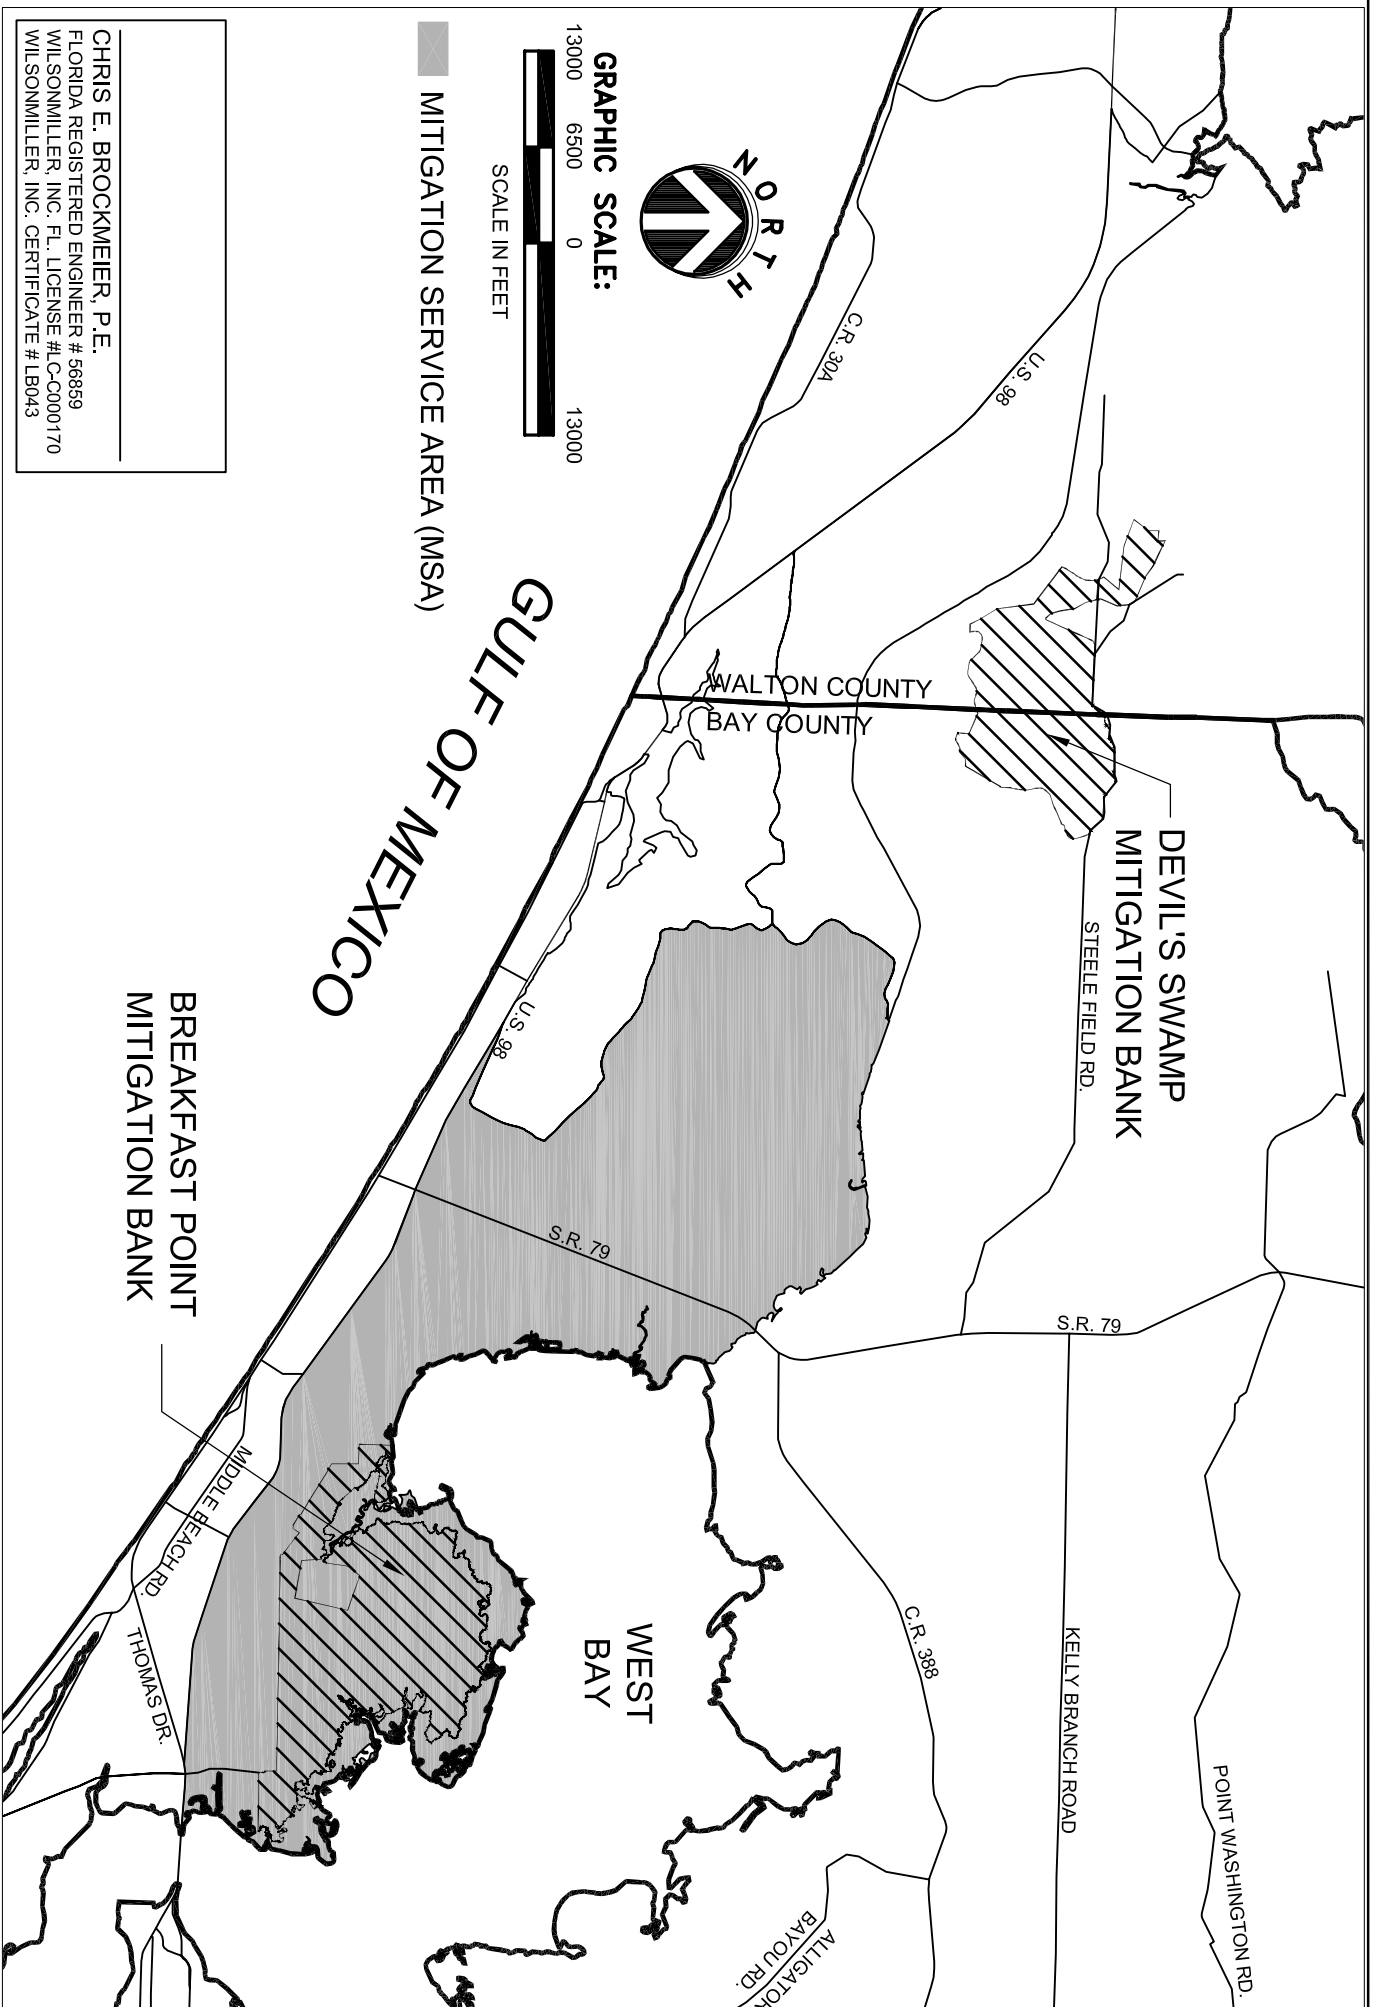 DEVIL'S SWAMP
MITIGATION BANK
STEELE FIELD RD.
POINT WASHINGTON RD.
KELLY BRANCH ROAD
S.R. 79
C.R. 388
ALLIGATOR
BAYOU RD.
WALTON COUNTY
BAY COUNTY
U.S. 98
C.R. 30A
NORTH
GRAPHIC SCALE:
13000 6500 0 13000
SCALE IN FEET
MITIGATION SERVICE AREA (MSA)
GULF OF MEXICO
U.S. 98
S.R. 79
WEST
BAY
BREAKFAST POINT
MITIGATION BANK
MIDDLE BEACH RD.
THOMAS DR.
CHRIS E. BROCKMEIER, P.E.
FLORIDA REGISTERED ENGINEER # 56859
WILSONMILLER, INC. FL. LICENSE #LC-C000170
WILSONMILLER, INC. CERTIFICATE # LB043